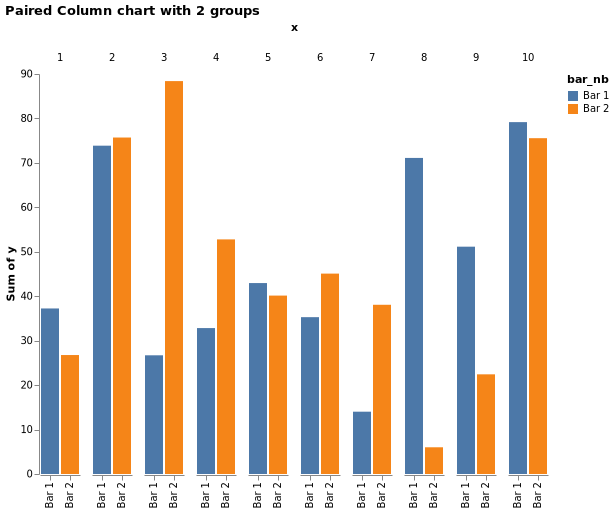 Paired Column chart with 2 groups
x
1 2 3 4 5 6 7 8 9 10
bar_nb
Bar 1
Bar 2
Sum of y
90
80
70
60
50
40
30
20
10
0
Bar 1 Bar 2 Bar 1 Bar 2 Bar 1 Bar 2 Bar 1 Bar 2 Bar 1 Bar 2 Bar 1 Bar 2 Bar 1 Bar 2 Bar 1 Bar 2 Bar 1 Bar 2 Bar 1 Bar 2